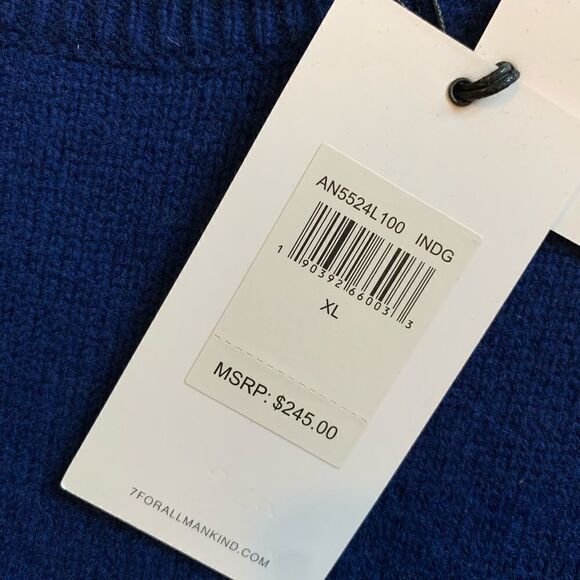 AN5524L100 INDG
1 90392 66003 3
XL
MSRP: $245.00
7FORALLMANKIND.COM